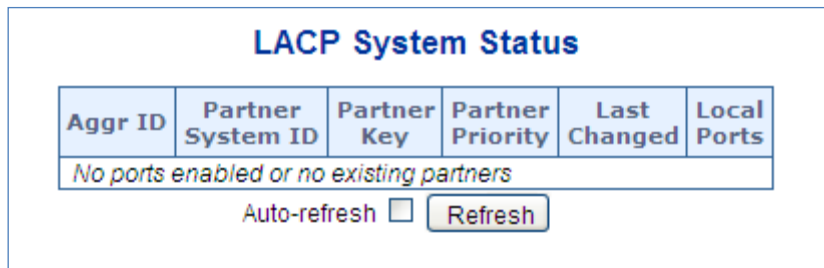 LACP System Status
Aggr ID Partner System ID Partner Key Partner Priority Last Changed Local Ports
No ports enabled or no existing partners
Auto-refresh Refresh